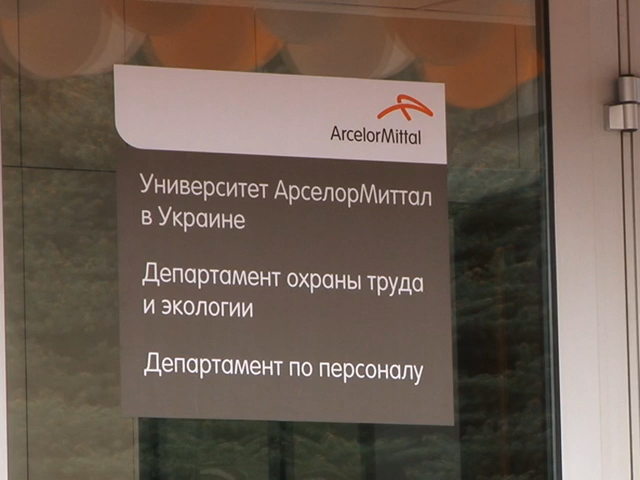 ArcelorMittal
Университет АрселорМиттал
в Украине
Департамент охраны труда
и экологии
Департамент по персоналу